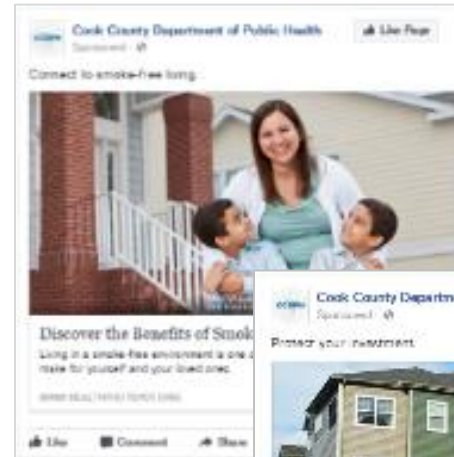 Cook County Department of Public Health
Like Page
Sponsored
Connect to smoke-free living.
Discover the Benefits of Smok
Living in a smoke-free environment is one
make for yourself and your loved ones.
Like Comment Share
Cook County Departm
Sponsored
Protect your investment.